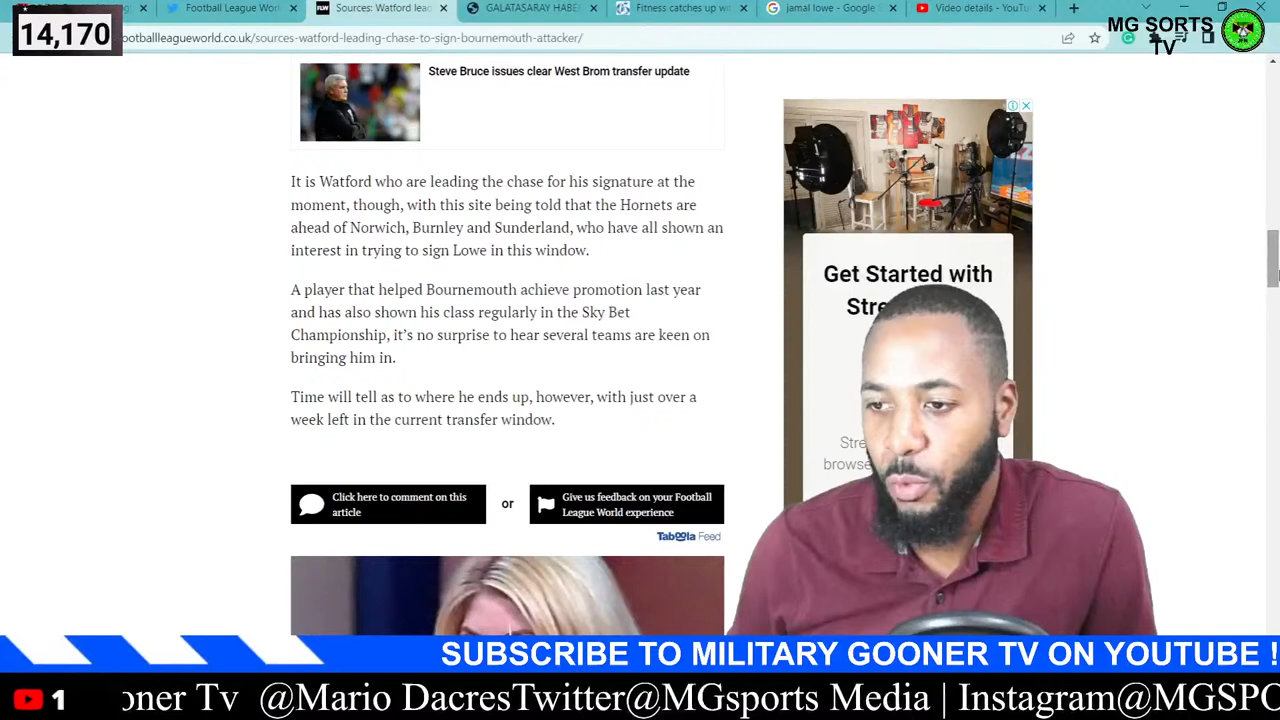 14,170
Football League Worl
Sources: Watford lead
GALATASARAY HABER
Fitness catches up wi
jamal lowe - Google S
Video details - YouTu
MG SORTS
TV
ootballleagueworld.co.uk/sources-watford-leading-chase-to-sign-bournemouth-attacker/
Steve Bruce issues clear West Brom transfer update
It is Watford who are leading the chase for his signature at the
moment, though, with this site being told that the Hornets are
ahead of Norwich, Burnley and Sunderland, who have all shown an
interest in trying to sign Lowe in this window.
A player that helped Bournemouth achieve promotion last year
and has also shown his class regularly in the Sky Bet
Championship, it's no surprise to hear several teams are keen on
bringing him in.
Time will tell as to where he ends up, however, with just over a
week left in the current transfer window.
Click here to comment on this
article
or
Give us feedback on your Football
League World experience
Taboola Feed
Get Started with
Stre
Stre
browse
SUBSCRIBE TO MILITARY GOONER TV ON YOUTUBE !
1 ooner Tv @Mario DacresTwitter@MGsports Media | Instagram@MGSPO